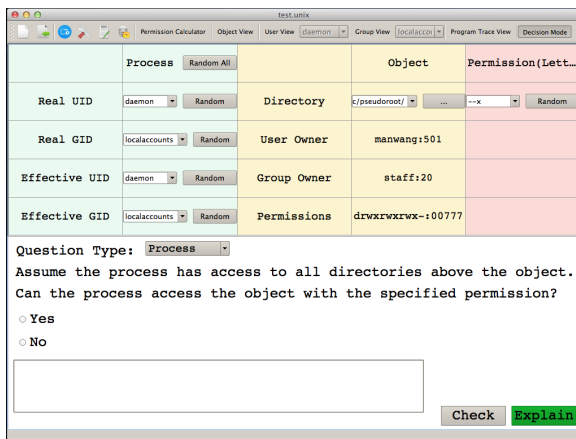 test.unix
Permission Calculator Object View User View daemon Group View localaccou Program Trace View Decision Mode
Process Random All Object Permission(Lett...
Real UID daemon Random Directory c/pseudoroot/ ... --x Random
Real GID localaccounts Random User Owner manwang:501
Effective UID daemon Random Group Owner staff:20
Effective GID localaccounts Random Permissions drwxrwxrwx-:00777
Question Type: Process
Assume the process has access to all directories above the object.
Can the process access the object with the specified permission?
Yes
No
Check Explain